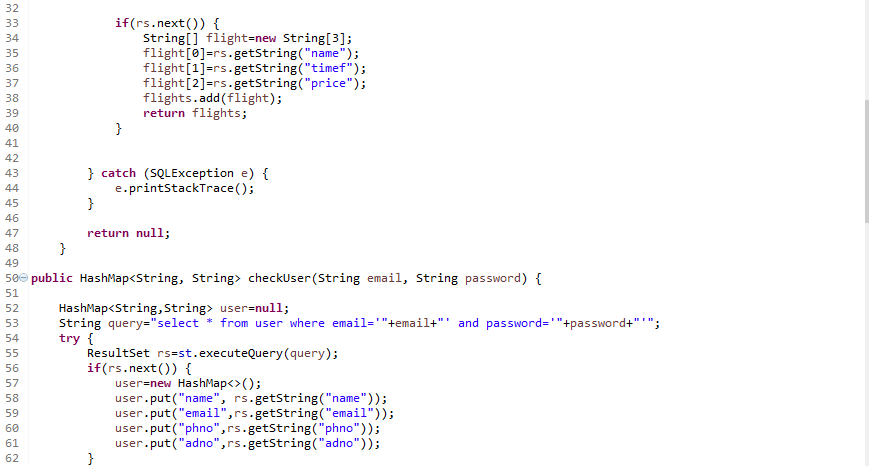 32
33 if(rs.next()) {
34 String[] flight=new String[3];
35 flight[0]=rs.getString("name");
36 flight[1]=rs.getString("timef");
37 flight[2]=rs.getString("price");
38 flights.add(flight);
39 return flights;
40 }
41
42
43 } catch (SQLException e) {
44 e.printStackTrace();
45 }
46
47 return null;
48 }
49
50 public HashMap<String, String> checkUser(String email, String password) {
51
52 HashMap<String,String> user=null;
53 String query="select * from user where email='"+email+"' and password='"+password+"'";
54 try {
55 ResultSet rs=st.executeQuery(query);
56 if(rs.next()) {
57 user=new HashMap<>();
58 user.put("name", rs.getString("name"));
59 user.put("email",rs.getString("email"));
60 user.put("phno",rs.getString("phno"));
61 user.put("adno",rs.getString("adno"));
62 }